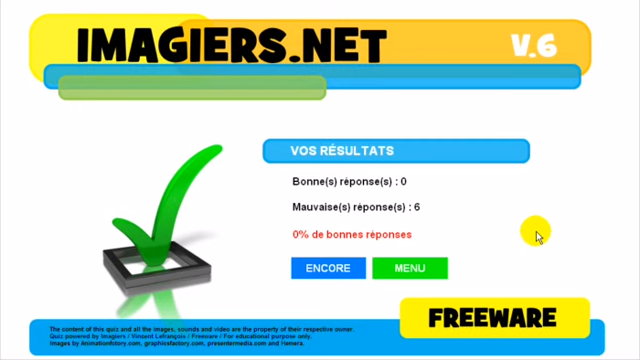 IMAGIERS.NET
V.6
VOS RÉSULTATS
Bonne(s) réponse(s) : 0
Mauvaise(s) réponse(s) : 6
0% de bonnes réponses
ENCORE
MENU
FREEWARE
The content of this quiz and all the images, sounds and video are the property of their respective owner.
Quiz powered by Imagiers / Vincent Lefrançois / Freeware / For educational purpose only.
Images by Animationfctory.com, graphicsfactory.com, presentermedia.com and Hemera.